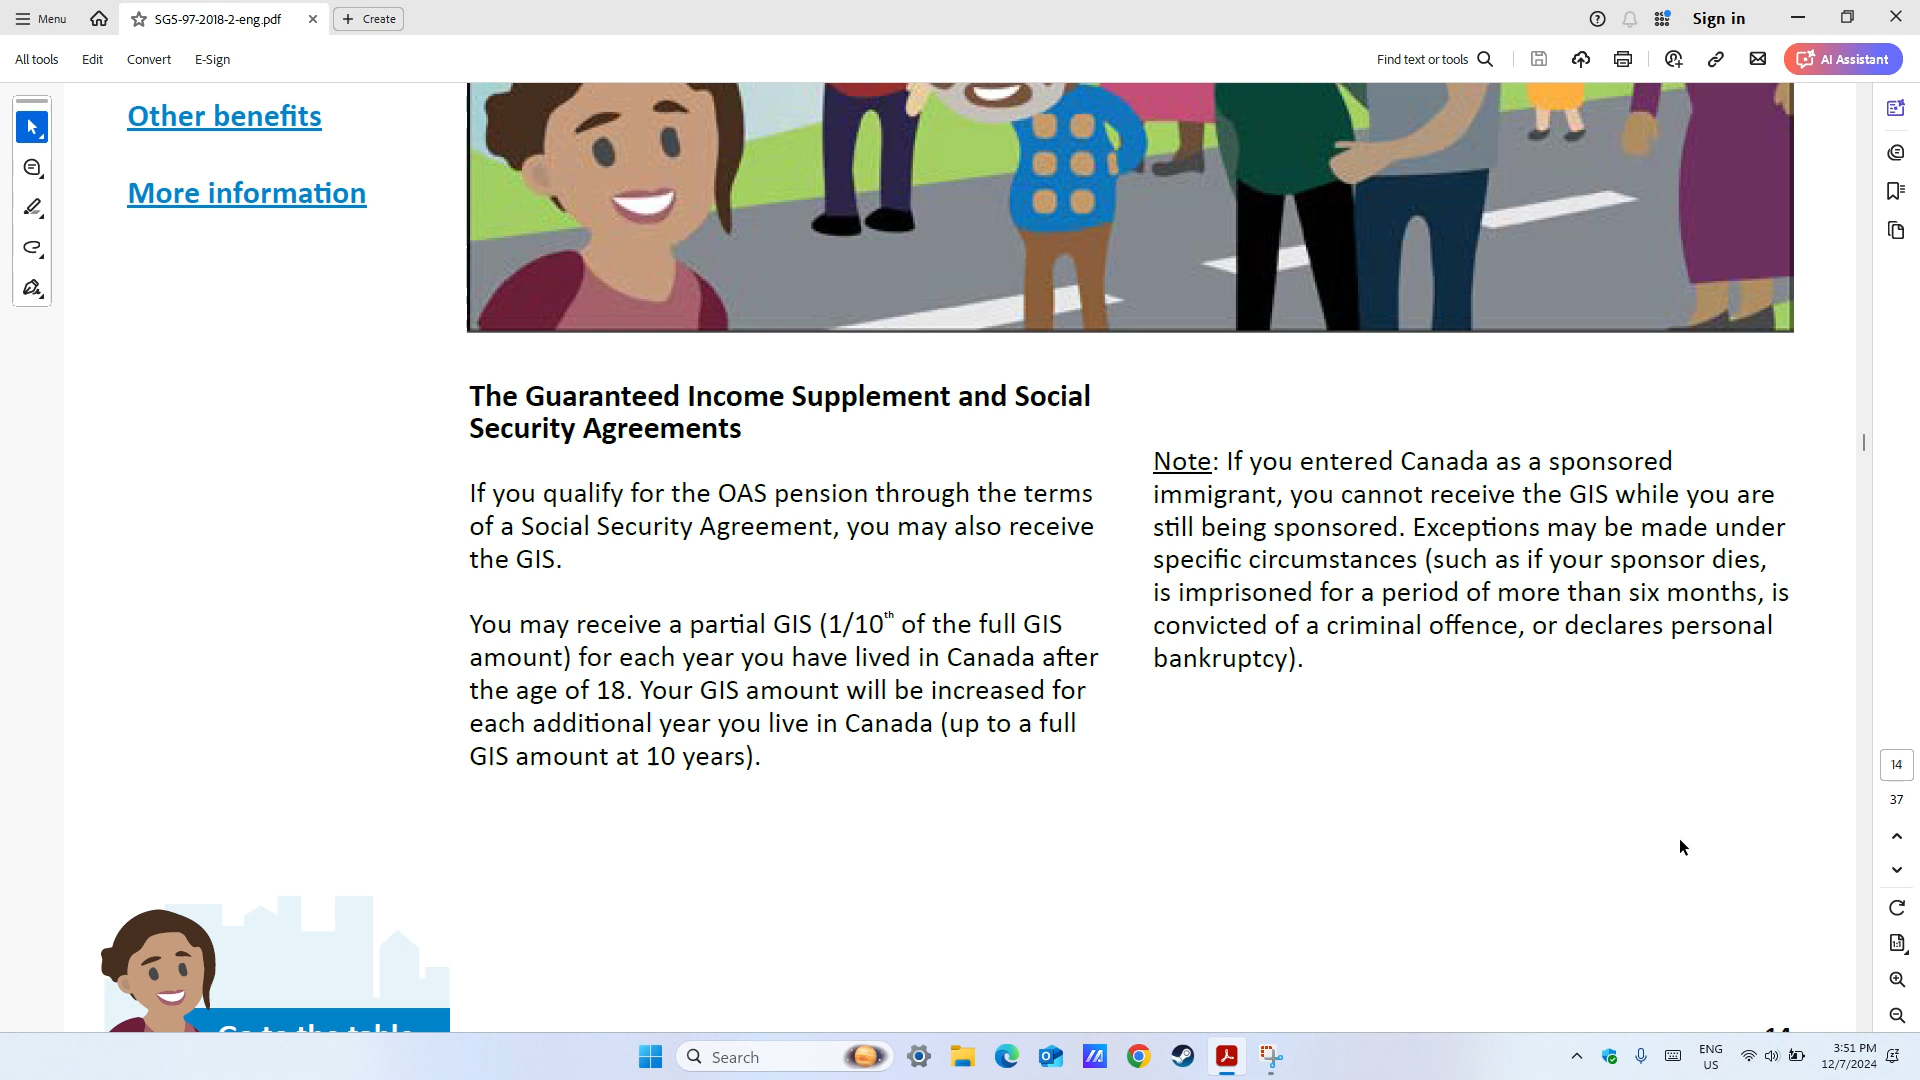 Menu
SG5-97-2018-2-eng.pdf
Create
Sign in
All tools
Edit
Convert
E-Sign
Find text or tools
AI Assistant
Other benefits
More information
The Guaranteed Income Supplement and Social
Security Agreements
If you qualify for the OAS pension through the terms
of a Social Security Agreement, you may also receive
the GIS.
You may receive a partial GIS (1/10th of the full GIS
amount) for each year you have lived in Canada after
the age of 18. Your GIS amount will be increased for
each additional year you live in Canada (up to a full
GIS amount at 10 years).
Note: If you entered Canada as a sponsored
immigrant, you cannot receive the GIS while you are
still being sponsored. Exceptions may be made under
specific circumstances (such as if your sponsor dies,
is imprisoned for a period of more than six months, is
convicted of a criminal offence, or declares personal
bankruptcy).
14
37
Go to the table
14
Search
ENG
US
3:51 PM
12/7/2024